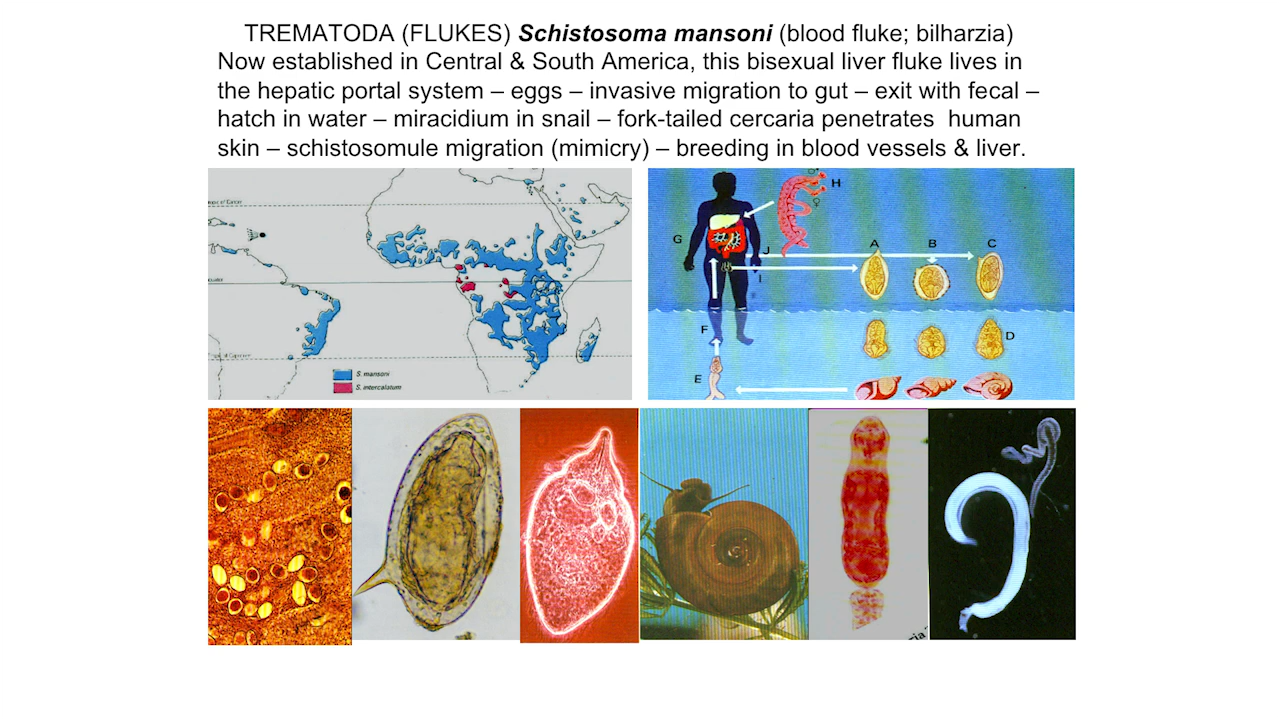 TREMATODA (FLUKES) Schistosoma mansoni (blood fluke; bilharzia)
Now established in Central & South America, this bisexual liver fluke lives in
the hepatic portal system – eggs – invasive migration to gut – exit with fecal –
hatch in water – miracidium in snail – fork-tailed cercaria penetrates human
skin – schistosomule migration (mimicry) – breeding in blood vessels & liver.
S. mansoni
S. intercalatum
H
G
J
A
B
C
I
F
D
E